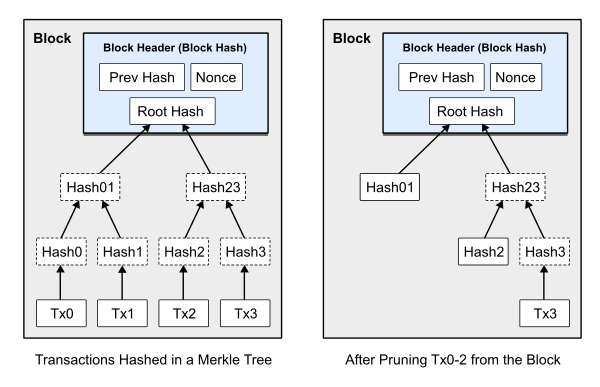 Block
Block Header (Block Hash)
Prev Hash
Nonce
Root Hash
Hash01
Hash23
Hash0
Hash1
Hash2
Hash3
Tx0
Tx1
Tx2
Tx3
Transactions Hashed in a Merkle Tree
Block
Block Header (Block Hash)
Prev Hash
Nonce
Root Hash
Hash01
Hash23
Hash2
Hash3
Tx3
After Pruning Tx0-2 from the Block